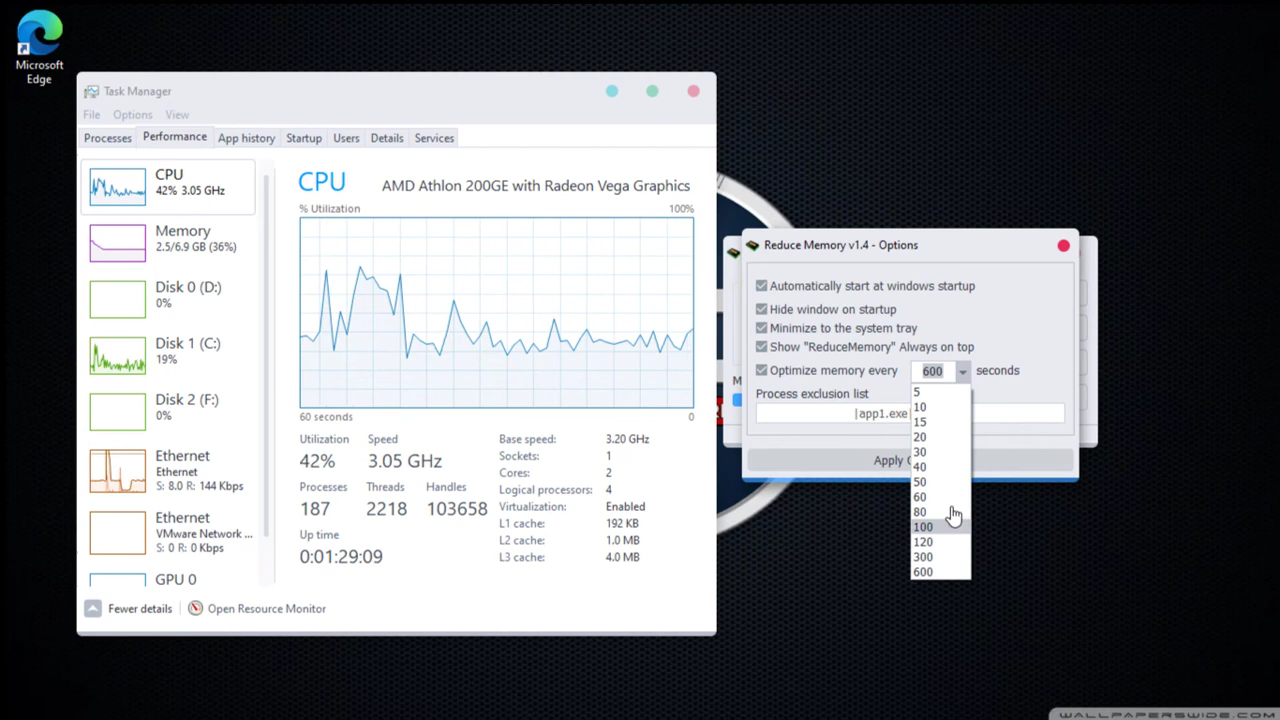 Microsoft
Edge
Task Manager
File Options View
Processes Performance App history Startup Users Details Services
CPU
42% 3.05 GHz
Memory
2.5/6.9 GB (36%)
Disk 0 (D:)
0%
Disk 1 (C:)
19%
Disk 2 (F:)
0%
Ethernet
Ethernet
S: 8.0 R: 144 Kbps
Ethernet
VMware Network ...
S: 0 R: 0 Kbps
GPU 0
CPU AMD Athlon 200GE with Radeon Vega Graphics
% Utilization 100%
60 seconds 0
Utilization Speed
42% 3.05 GHz
Processes Threads Handles
187 2218 103658
Up time
0:01:29:09
Base speed: 3.20 GHz
Sockets: 1
Cores: 2
Logical processors: 4
Virtualization: Enabled
L1 cache: 192 KB
L2 cache: 1.0 MB
L3 cache: 4.0 MB
Fewer details Open Resource Monitor
Reduce Memory v1.4 - Options
Automatically start at windows startup
Hide window on startup
Minimize to the system tray
Show "ReduceMemory" Always on top
Optimize memory every 600 seconds
Process exclusion list
|app1.exe|
Apply
5
10
15
20
30
40
50
60
80
100
120
300
600
WALLPAPERSWIDE.COM